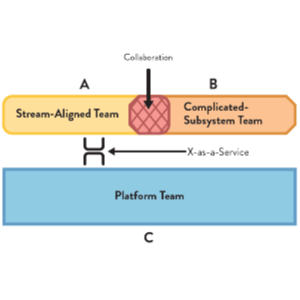 Collaboration
A
B
Stream-Aligned Team
Complicated-
Subsystem Team
X-as-a-Service
Platform Team
C